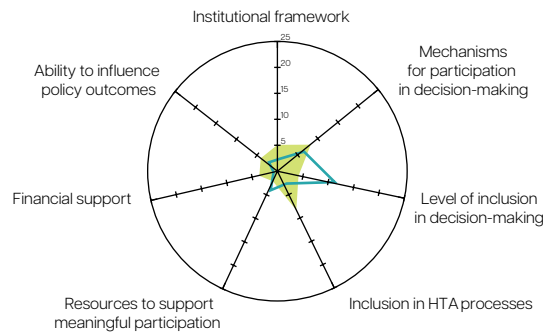 Institutional framework
25
20
15
10
5
Mechanisms
for participation
in decision-making
Level of inclusion
in decision-making
Inclusion in HTA processes
Resources to support
meaningful participation
Financial support
Ability to influence
policy outcomes